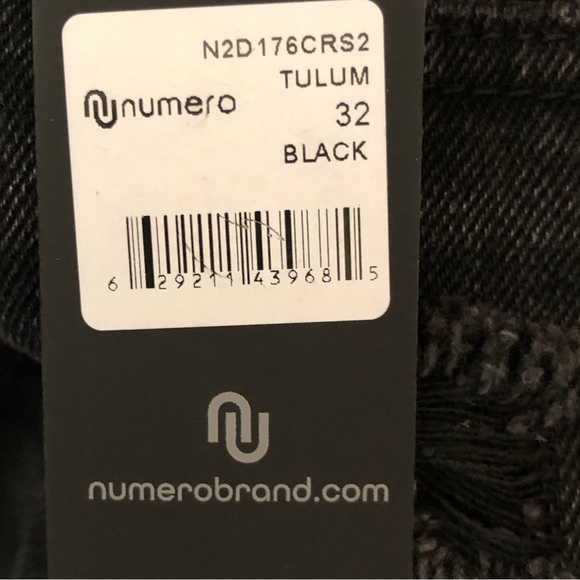 N2D176CRS2
TULUM
numero
32
BLACK
6 29211 43968 5
numerobrand.com